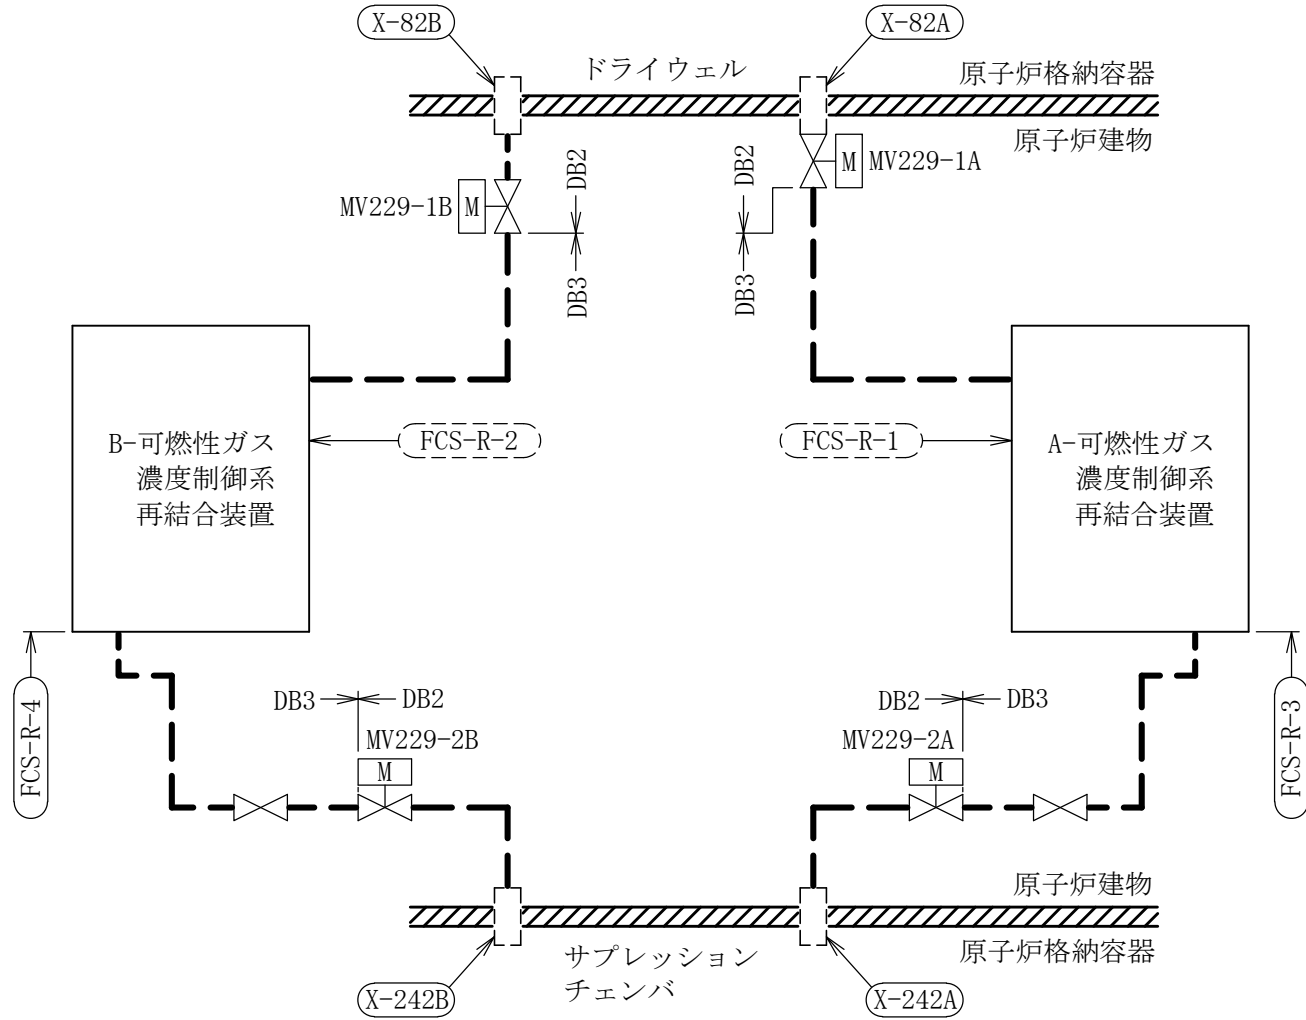 X-82B
X-82A
ドライウェル
原子炉格納容器
原子炉建物
DB2
DB2
M
MV229-1A
MV229-1B
M
DB3
DB3
B-可燃性ガス
濃度制御系
再結合装置
FCS-R-2
FCS-R-1
A-可燃性ガス
濃度制御系
再結合装置
FCS-R-4
DB3
DB2
DB2
DB3
FCS-R-3
MV229-2B
MV229-2A
M
M
原子炉建物
原子炉格納容器
サプレッション
チェンバ
X-242B
X-242A